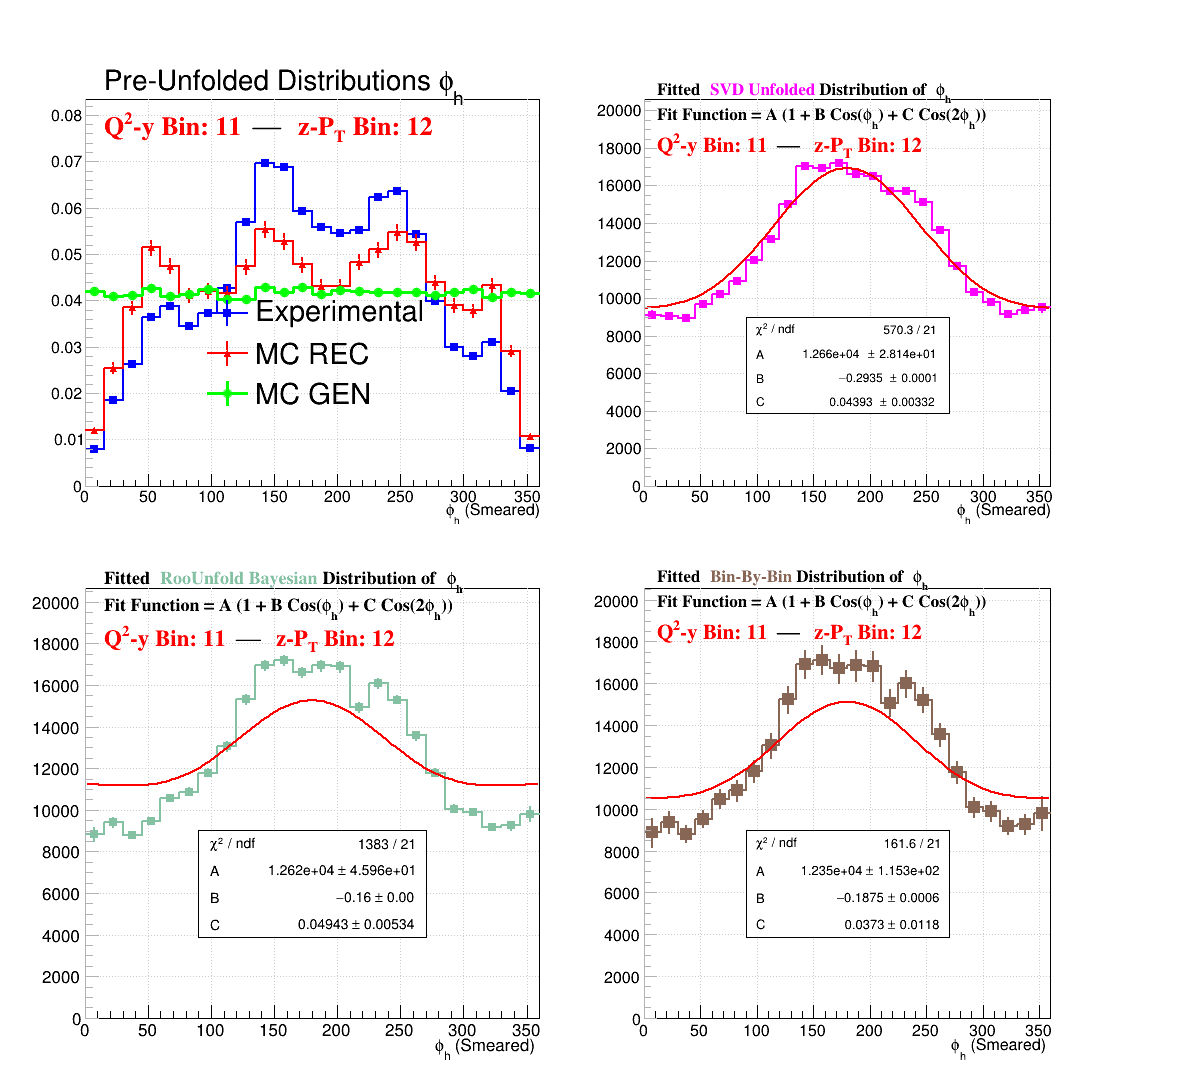 Pre-Unfolded Distributions ϕh
Q2-y Bin: 11 — z-PT Bin: 12
0.08
0.07
0.06
0.05
0.04
0.03
0.02
0.01
0
Experimental
MC REC
MC GEN
0 50 100 150 200 250 300 350
ϕh (Smeared)
Fitted SVD Unfolded Distribution of ϕh
Fit Function = A (1 + B Cos(ϕh) + C Cos(2ϕh))
Q2-y Bin: 11 — z-PT Bin: 12
20000
18000
16000
14000
12000
10000
8000
6000
4000
2000
0
χ2 / ndf 570.3 / 21
A 1.266e+04 ± 2.814e+01
B −0.2935 ± 0.0001
C 0.04393 ± 0.00332
0 50 100 150 200 250 300 350
ϕh (Smeared)
Fitted RooUnfold Bayesian Distribution of ϕh
Fit Function = A (1 + B Cos(ϕh) + C Cos(2ϕh))
Q2-y Bin: 11 — z-PT Bin: 12
20000
18000
16000
14000
12000
10000
8000
6000
4000
2000
0
χ2 / ndf 1383 / 21
A 1.262e+04 ± 4.596e+01
B −0.16 ± 0.00
C 0.04943 ± 0.00534
0 50 100 150 200 250 300 350
ϕh (Smeared)
Fitted Bin-By-Bin Distribution of ϕh
Fit Function = A (1 + B Cos(ϕh) + C Cos(2ϕh))
Q2-y Bin: 11 — z-PT Bin: 12
20000
18000
16000
14000
12000
10000
8000
6000
4000
2000
0
χ2 / ndf 161.6 / 21
A 1.235e+04 ± 1.153e+02
B −0.1875 ± 0.0006
C 0.0373 ± 0.0118
0 50 100 150 200 250 300 350
ϕh (Smeared)